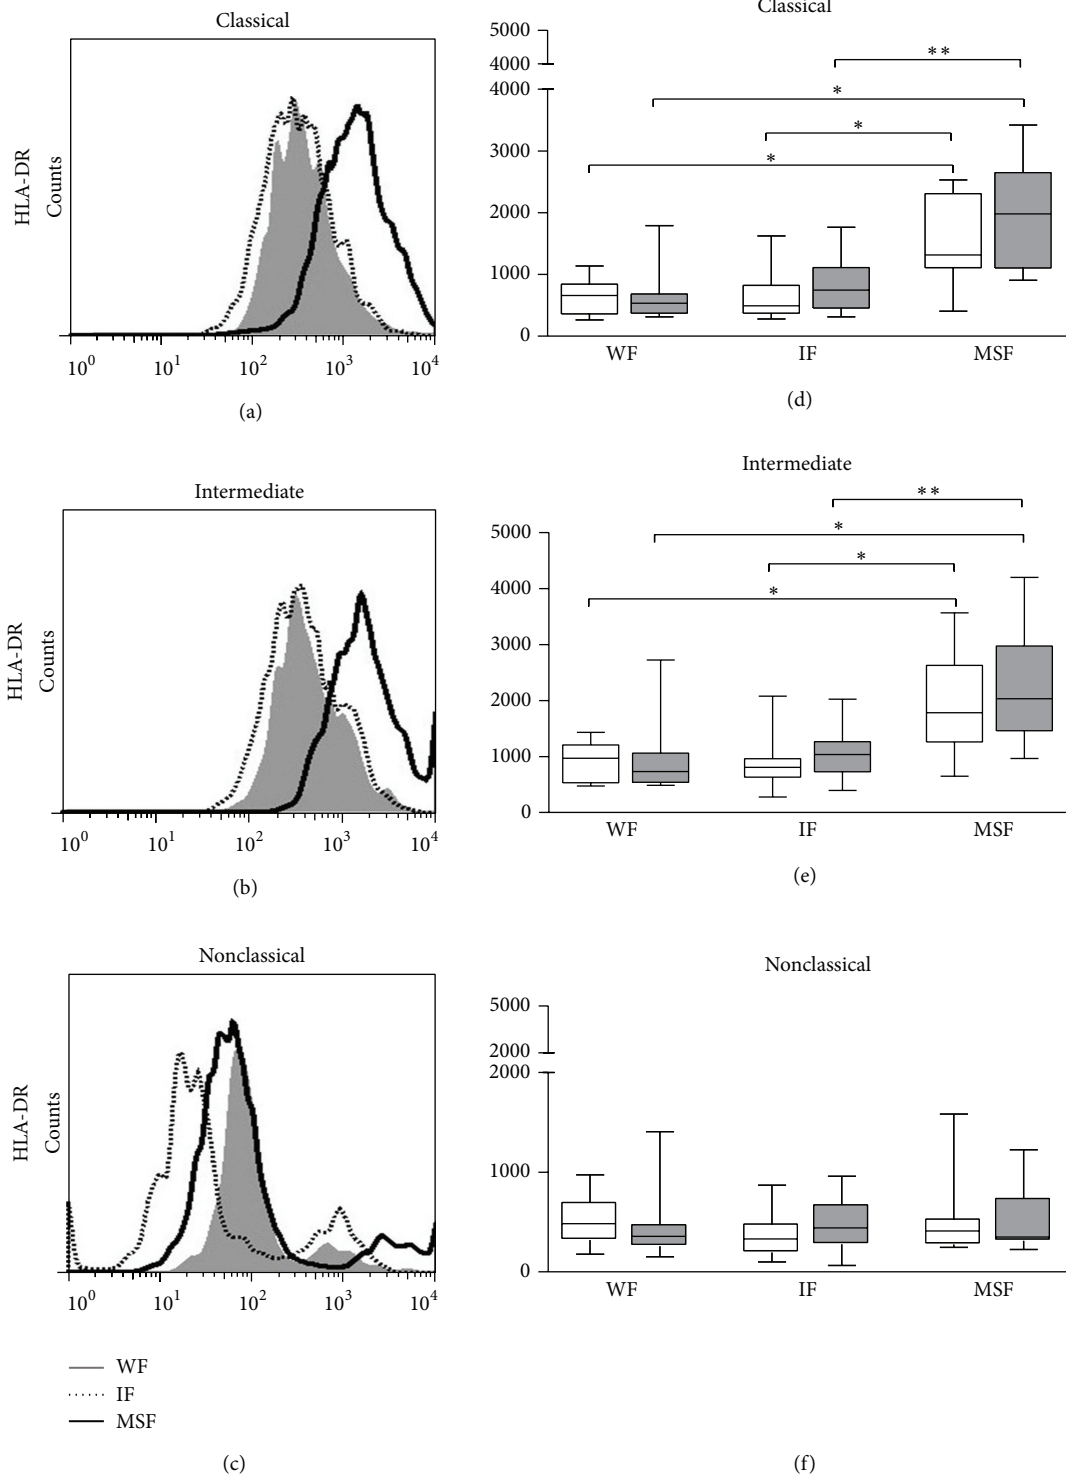 Classical
HLA-DR
Counts
10^0 10^1 10^2 10^3 10^4
(a)
Classical
5000
4000
4000
3000
2000
1000
0
**
*
*
*
WF IF MSF
(d)
Intermediate
HLA-DR
Counts
10^0 10^1 10^2 10^3 10^4
(b)
Intermediate
5000
4000
3000
2000
1000
0
**
*
*
*
WF IF MSF
(e)
Nonclassical
HLA-DR
Counts
10^0 10^1 10^2 10^3 10^4
WF
IF
MSF
(c)
Nonclassical
5000
2000
2000
1000
0
WF IF MSF
(f)